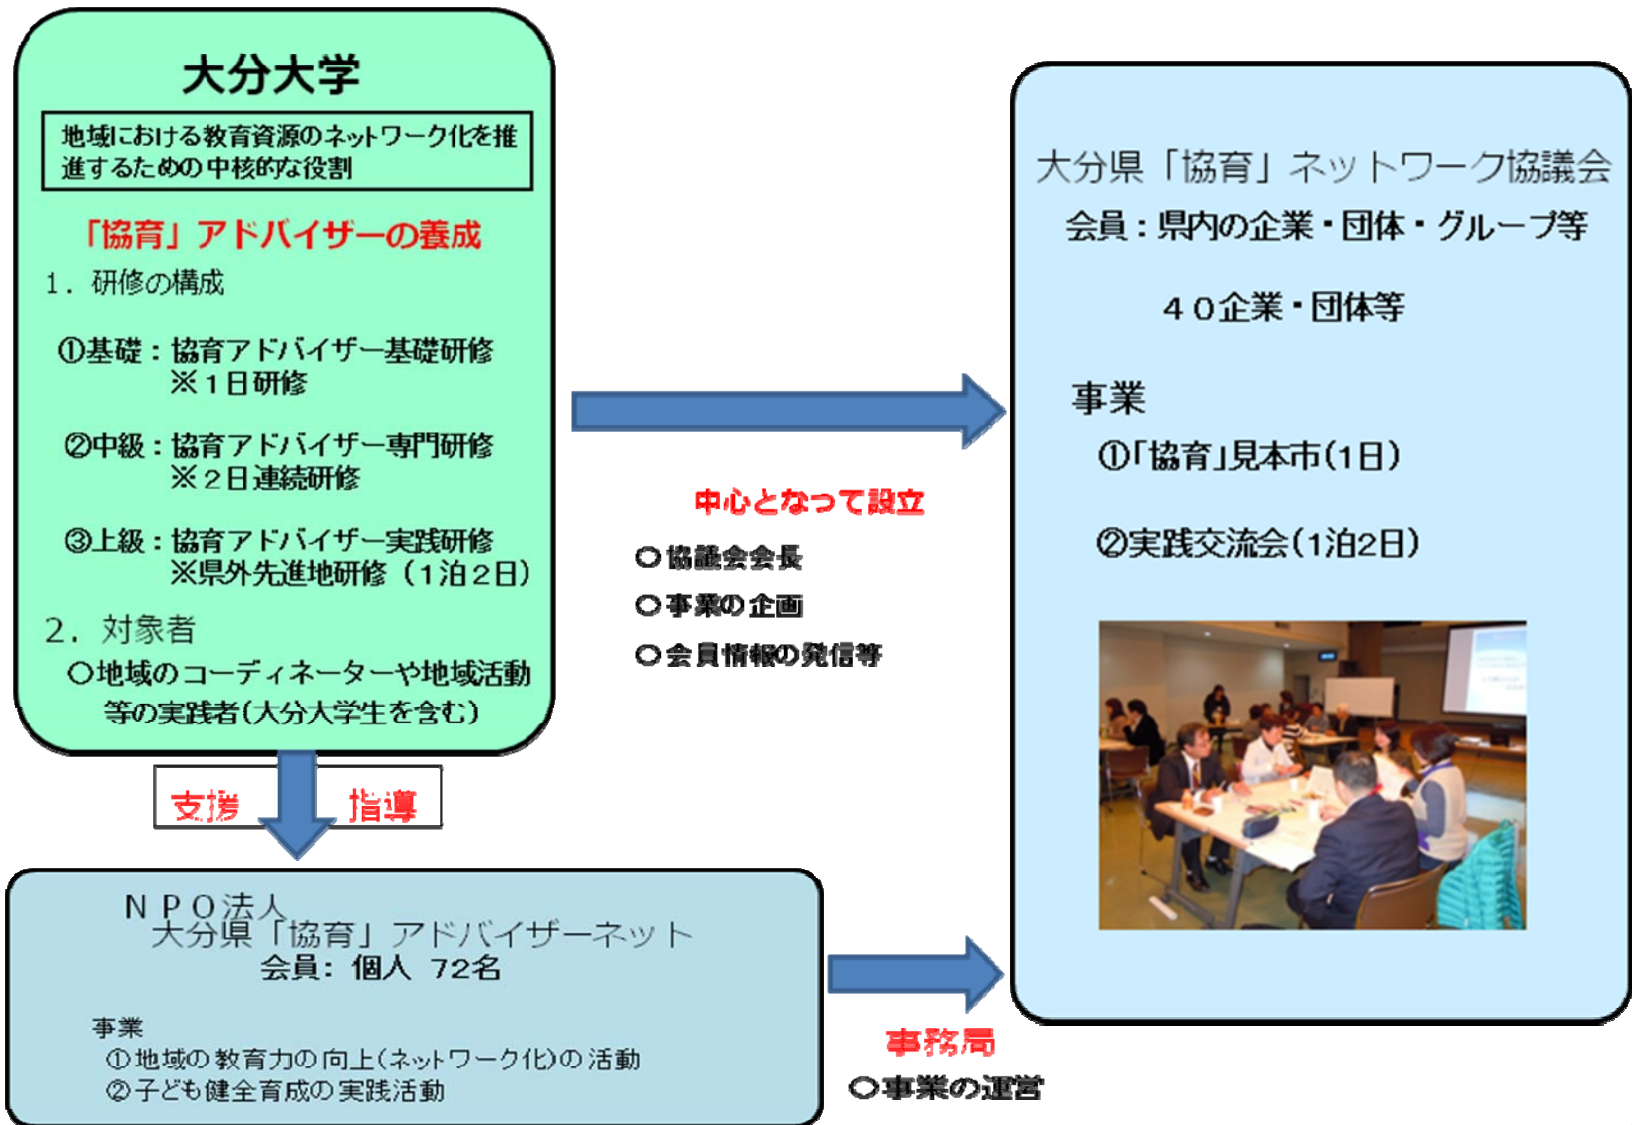 大分大学
地域における教育資源のネットワーク化を推
進するための中核的な役割
「協育」アドバイザーの養成
１．研修の構成
①基礎：協育アドバイザー基礎研修
※１日研修
②中級：協育アドバイザー専門研修
※２日連続研修
③上級：協育アドバイザー実践研修
※県外先進地研修（１泊２日）
２．対象者
○地域のコーディネーターや地域活動
等の実践者(大分大学生を含む)
支援 指導
ＮＰＯ法人
大分県「協育」アドバイザーネット
会員：個人 72名
事業
①地域の教育力の向上(ネットワーク化)の活動
②子ども健全育成の実践活動
中心となって設立
○協議会会長
○事業の企画
○会員情報の発信等
事務局
○事業の運営
大分県「協育」ネットワーク協議会
会員：県内の企業・団体・グループ等
４０企業・団体等
事業
①「協育」見本市(1日)
②実践交流会(1泊2日)